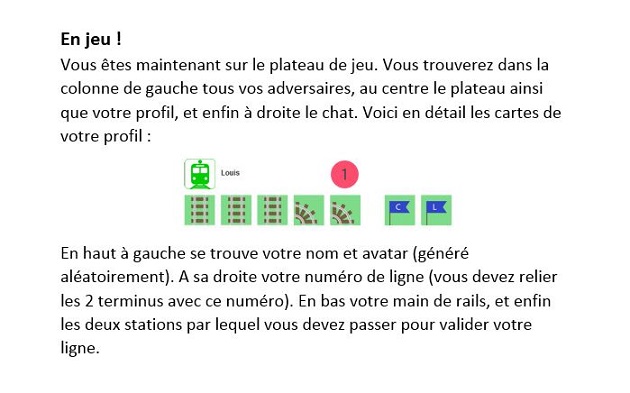 En jeu !
Vous êtes maintenant sur le plateau de jeu. Vous trouverez dans la
colonne de gauche tous vos adversaires, au centre le plateau ainsi
que votre profil, et enfin à droite le chat. Voici en détail les cartes de
votre profil :
Louis
1
C
L
En haut à gauche se trouve votre nom et avatar (généré
aléatoirement). A sa droite votre numéro de ligne (vous devez relier
les 2 terminus avec ce numéro). En bas votre main de rails, et enfin
les deux stations par lequel vous devez passer pour valider votre
ligne.